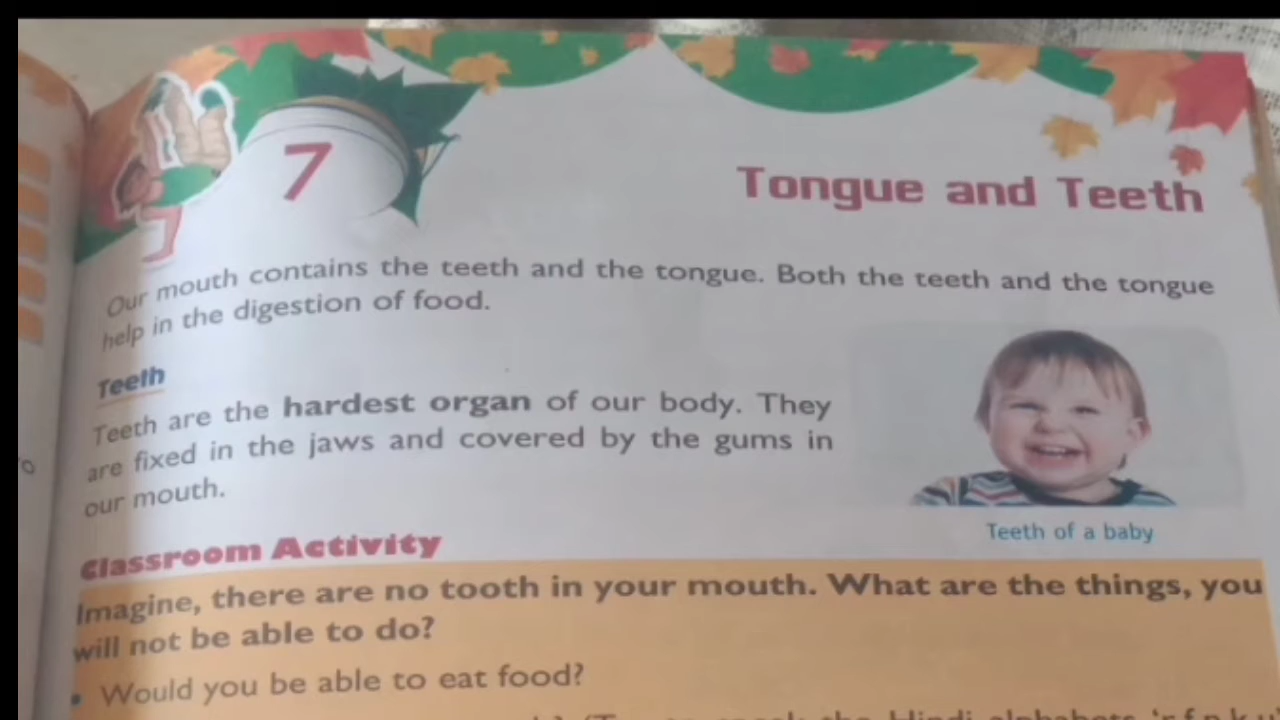 7
Tongue and Teeth
Our mouth contains the teeth and the tongue. Both the teeth and the tongue
help in the digestion of food.
Teeth
Teeth are the hardest organ of our body. They
are fixed in the jaws and covered by the gums in
our mouth.
Teeth of a baby
Classroom Activity
Imagine, there are no tooth in your mouth. What are the things, you
will not be able to do?
• Would you be able to eat food?